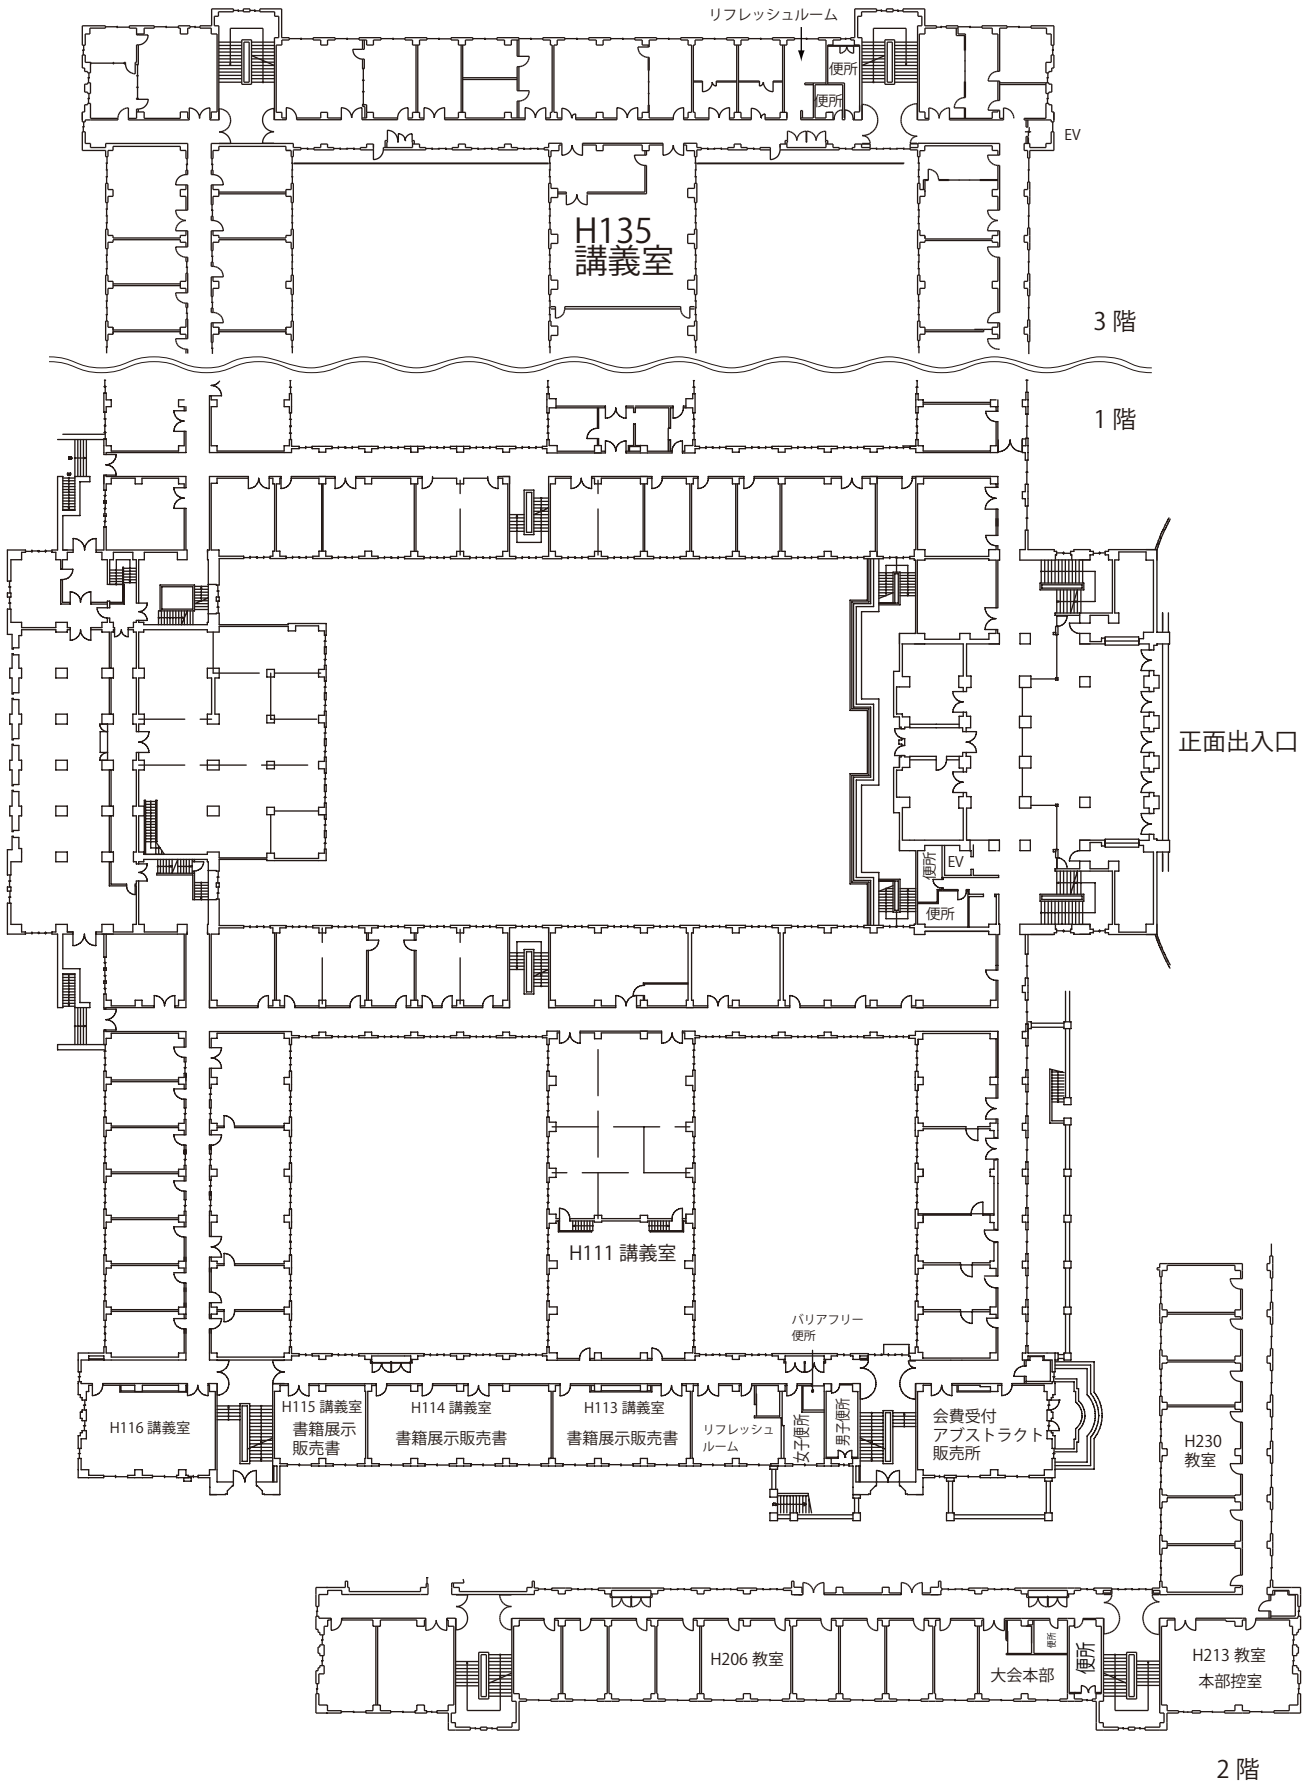 リフレッシュルーム
便所
便所
EV
H135
講義室
3 階
1 階
正面出入口
便所
EV
便所
H111 講義室
バリアフリー
便所
H116 講義室
H115 講義室
書籍展示
販売書
H114 講義室
書籍展示販売書
H113 講義室
書籍展示販売書
リフレッシュ
ルーム
女子便所
男子便所
会費受付
アブストラクト
販売所
H230
教室
H206 教室
大会本部
便所
便所
H213 教室
本部控室
2 階